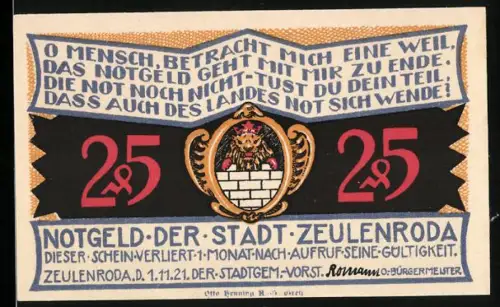 O MENSCH, BETRACHT MICH EINE WEIL,
DAS NOTGELD GEHT MIT MIR ZU ENDE.
DIE NOT NOCH NICHT-TUST DU DEIN TEIL,
DASS AUCH DES LANDES NOT SICH WENDE?
25 25
NOTGELD·DER·STADT·ZEULENRODA
DIESER·SCHEIN·VERLIERT·1·MONAT·NACH·AUFRUF·SEINE·GÜLTIGKEIT.
ZEULENRODA.D.1.11.21.DER·STADTGEM.-VORST. O.BÜRGERMEISTER
Otto Henning